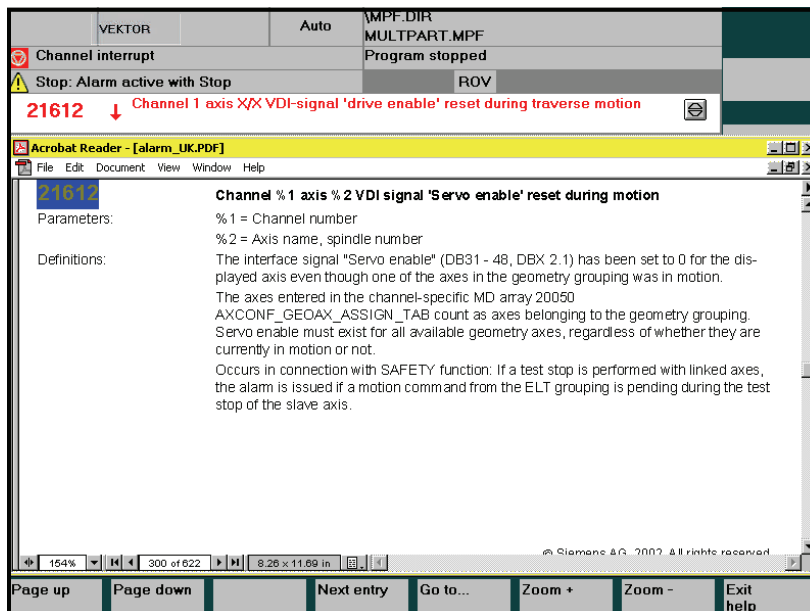 VEKTOR
Auto
\MPF.DIR
MULTPART.MPF
Channel interrupt
Program stopped
Stop: Alarm active with Stop
ROV
21612
Channel 1 axis X/X VDI-signal 'drive enable' reset during traverse motion
Acrobat Reader - [alarm_UK.PDF]
File Edit Document View Window Help
21612
Channel %1 axis %2 VDI signal 'Servo enable' reset during motion
Parameters:
%1 = Channel number
%2 = Axis name, spindle number
Definitions:
The interface signal "Servo enable" (DB31 - 48, DBX 2.1) has been set to 0 for the dis-
played axis even though one of the axes in the geometry grouping was in motion.
The axes entered in the channel-specific MD array 20050
AXCONF_GEOAX_ASSIGN_TAB count as axes belonging to the geometry grouping.
Servo enable must exist for all available geometry axes, regardless of whether they are
currently in motion or not.
Occurs in connection with SAFETY function: If a test stop is performed with linked axes,
the alarm is issued if a motion command from the ELT grouping is pending during the test
stop of the slave axis.
© Siemens AG, 2002. All rights reserved
154%
300 of 622
8.26 x 11.69 in
Page up
Page down
Next entry
Go to...
Zoom +
Zoom -
Exit
help